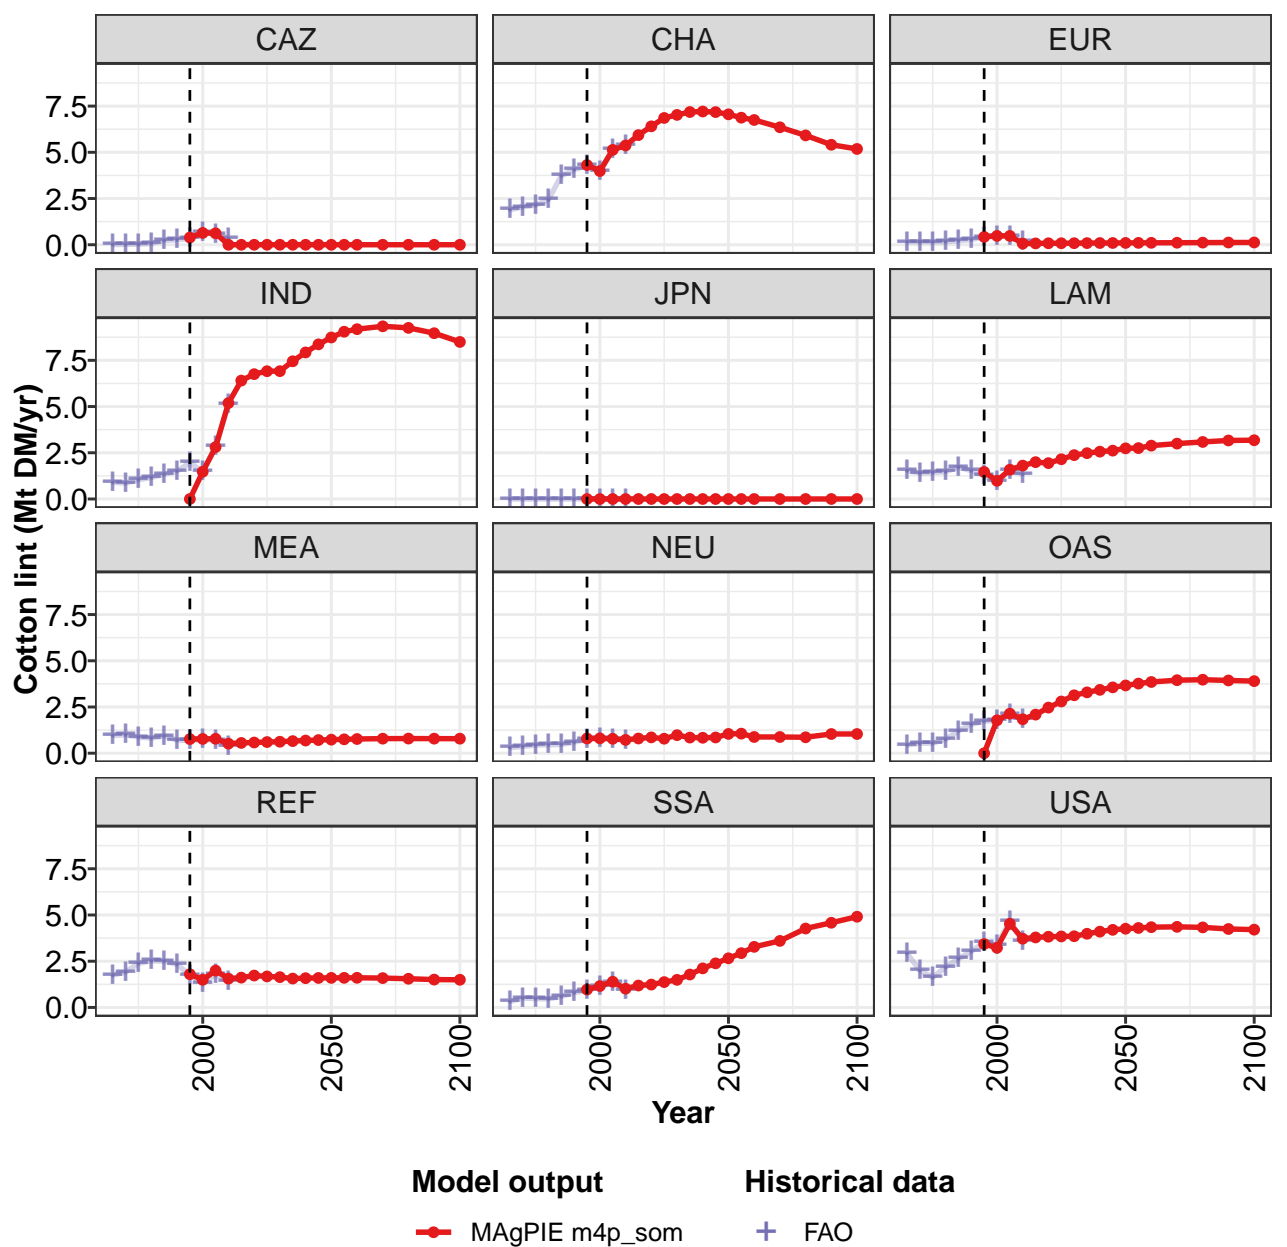 CAZ CHA EUR
7.5
5.0
2.5
0.0
IND JPN LAM
7.5
5.0
2.5
0.0
MEA NEU OAS
7.5
5.0
2.5
0.0
REF SSA USA
7.5
5.0
2.5
0.0
Cotton lint (Mt DM/yr)
2000 2050 2100 2000 2050 2100 2000 2050 2100
Year
Model output Historical data
MAgPIE m4p_som FAO